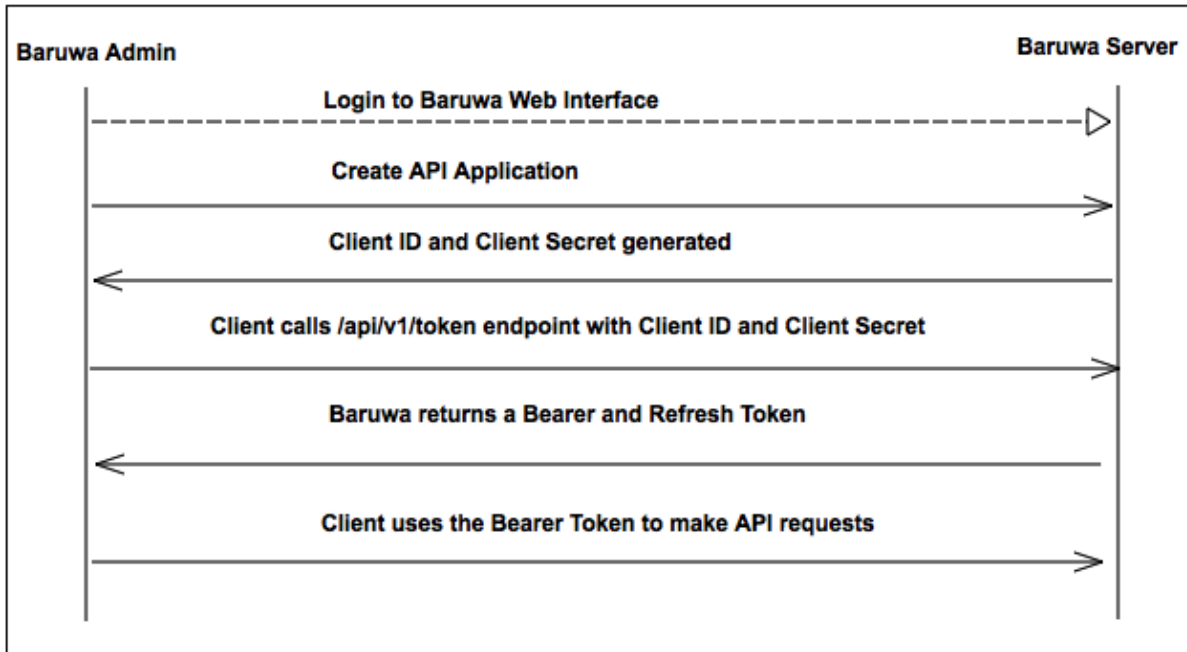 Baruwa Admin
Baruwa Server
Login to Baruwa Web Interface
Create API Application
Client ID and Client Secret generated
Client calls /api/v1/token endpoint with Client ID and Client Secret
Baruwa returns a Bearer and Refresh Token
Client uses the Bearer Token to make API requests